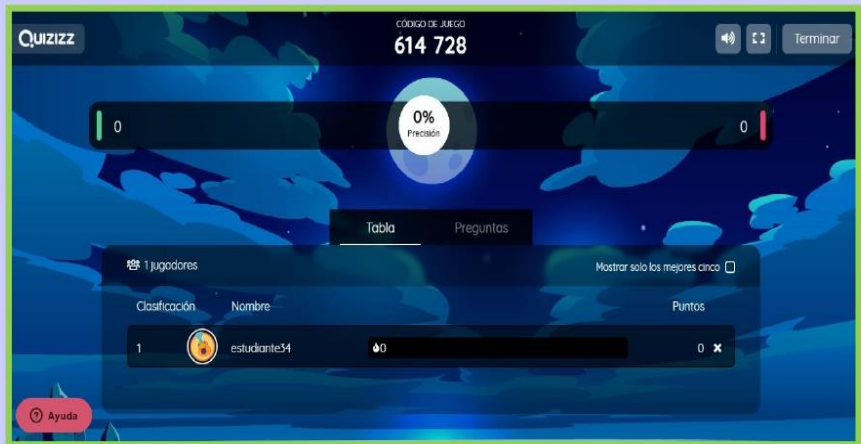 Quizizz
CÓDIGO DE JUEGO
614 728
Terminar
0
0%
Precisión
0
Tabla
Preguntas
1 jugadores
Mostrar solo los mejores cinco
Clasificación
Nombre
Puntos
1
estudiante34
0
0
Ayuda